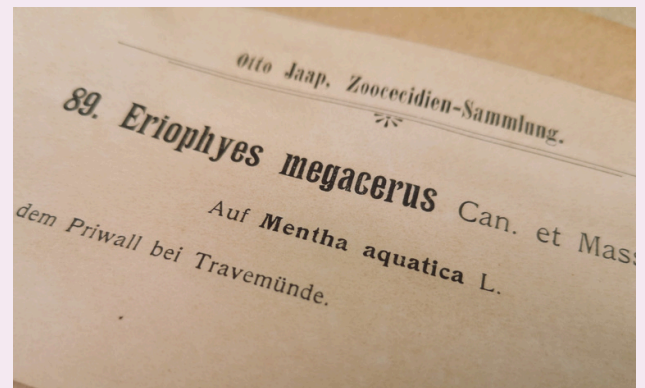 Otto Jaap, Zoocecidien-Sammlung.
89. Eriophyes megacerus Can. et Mass
Auf Mentha aquatica L.
dem Priwall bei Travemünde.